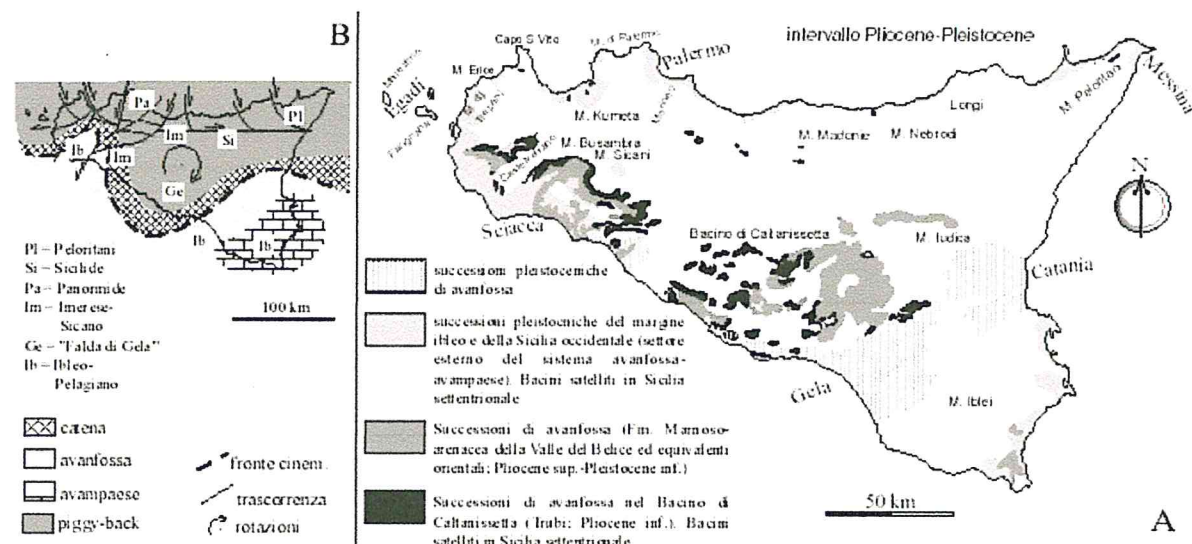 B
Pa
Pl
Im
Si
Ib
Im
Ge
Ib
Ib
Pl = Peloritani
Si = Sicilide
Pa = Panormide
Im = Imerese-
Sicano
Ge = "Falda di Gela"
Ib = Ibleo-
Pelagiano
100 km
catena
avanfossa
avampaese
piggy-back
fronte cinem.
trascorrenza
rotazioni
intervallo Pliocene-Pleistocene
Capo S.Vito
M. di Palermo
Palermo
Messina
M. Erice
Marettimo
Egadi
Favignana
M. Peloritani
Longi
M. Kumeta
M. Madonie
M. Nebrodi
M. Busambra
M. Sicani
Castelvetrano
N
Sciacca
Bacino di Caltanissetta
M. Iudica
Catania
Gela
M. Iblei
successioni pleistoceniche
di avanfossa
successioni pleistocniche del margine
ibleo e della Sicilia occidentale (settore
esterno del sistema avanfossa-
avampaese). Bacini satelliti in Sicilia
settentrionale
Successioni di avanfossa (Fm. Marnoso-
arenacea della Valle del Belice ed equivalenti
orientali; Pliocene sup.-Pleistocene inf.)
Successioni di avanfossa nel Bacino di
Caltanissetta (Trubi; Pliocene inf.). Bacini
satelliti in Sicilia settentrionale
50 km
A